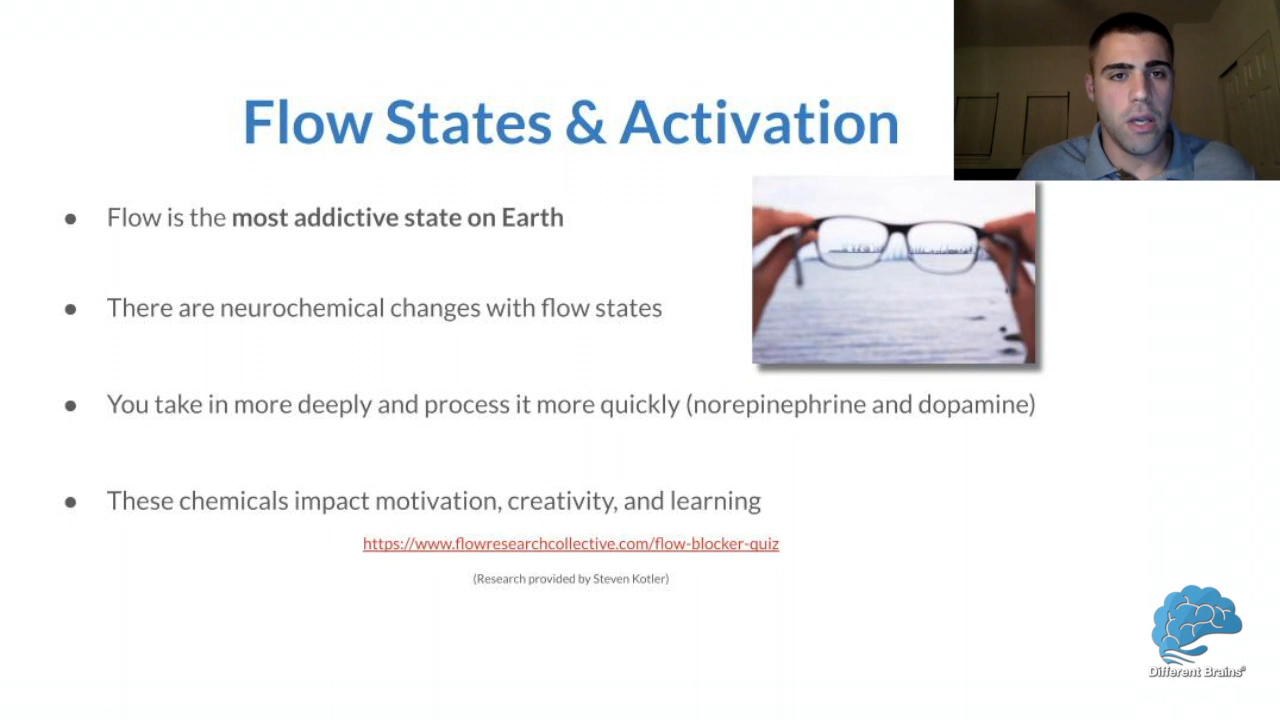 Flow States & Activation
● Flow is the most addictive state on Earth
● There are neurochemical changes with flow states
● You take in more deeply and process it more quickly (norepinephrine and dopamine)
● These chemicals impact motivation, creativity, and learning
https://www.flowresearchcollective.com/flow-blocker-quiz
(Research provided by Steven Kotler)
Different Brains®